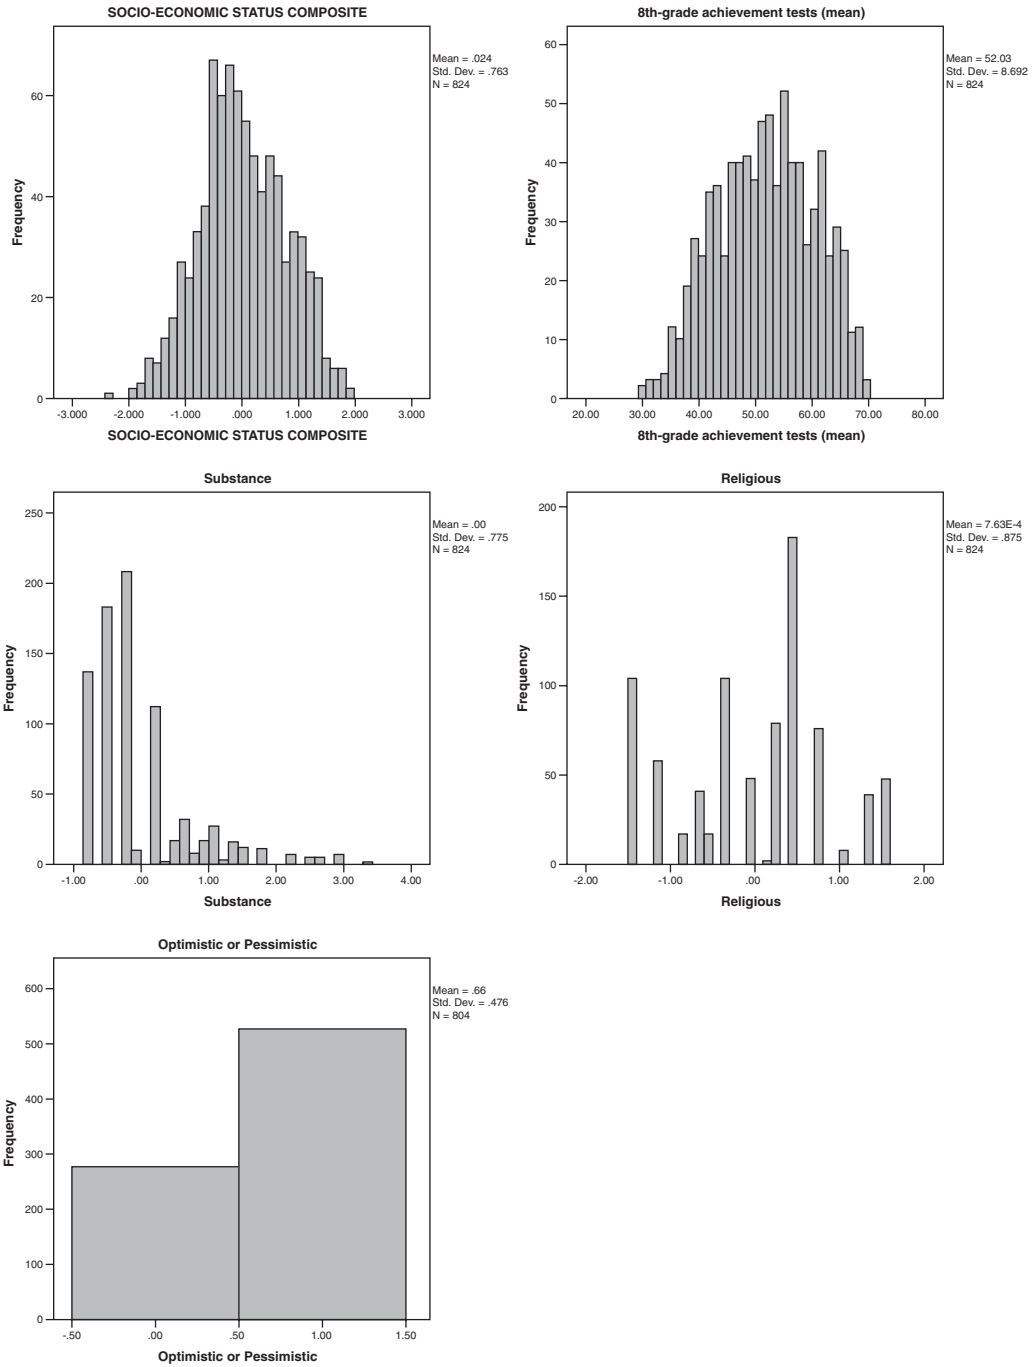 SOCIO-ECONOMIC STATUS COMPOSITE
Mean = .024
Std. Dev. = .763
N = 824
Frequency
60
40
20
0
-3.000 -2.000 -1.000 .000 1.000 2.000 3.000
SOCIO-ECONOMIC STATUS COMPOSITE
8th-grade achievement tests (mean)
Mean = 52.03
Std. Dev. = 8.692
N = 824
Frequency
60
50
40
30
20
10
0
20.00 30.00 40.00 50.00 60.00 70.00 80.00
8th-grade achievement tests (mean)
Substance
Mean = .00
Std. Dev. = .775
N = 824
Frequency
250
200
150
100
50
0
-1.00 .00 1.00 2.00 3.00 4.00
Substance
Religious
Mean = 7.63E-4
Std. Dev. = .875
N = 824
Frequency
200
150
100
50
0
-2.00 -1.00 .00 1.00 2.00
Religious
Optimistic or Pessimistic
Mean = .66
Std. Dev. = .476
N = 804
Frequency
600
500
400
300
200
100
0
-.50 .00 .50 1.00 1.50
Optimistic or Pessimistic